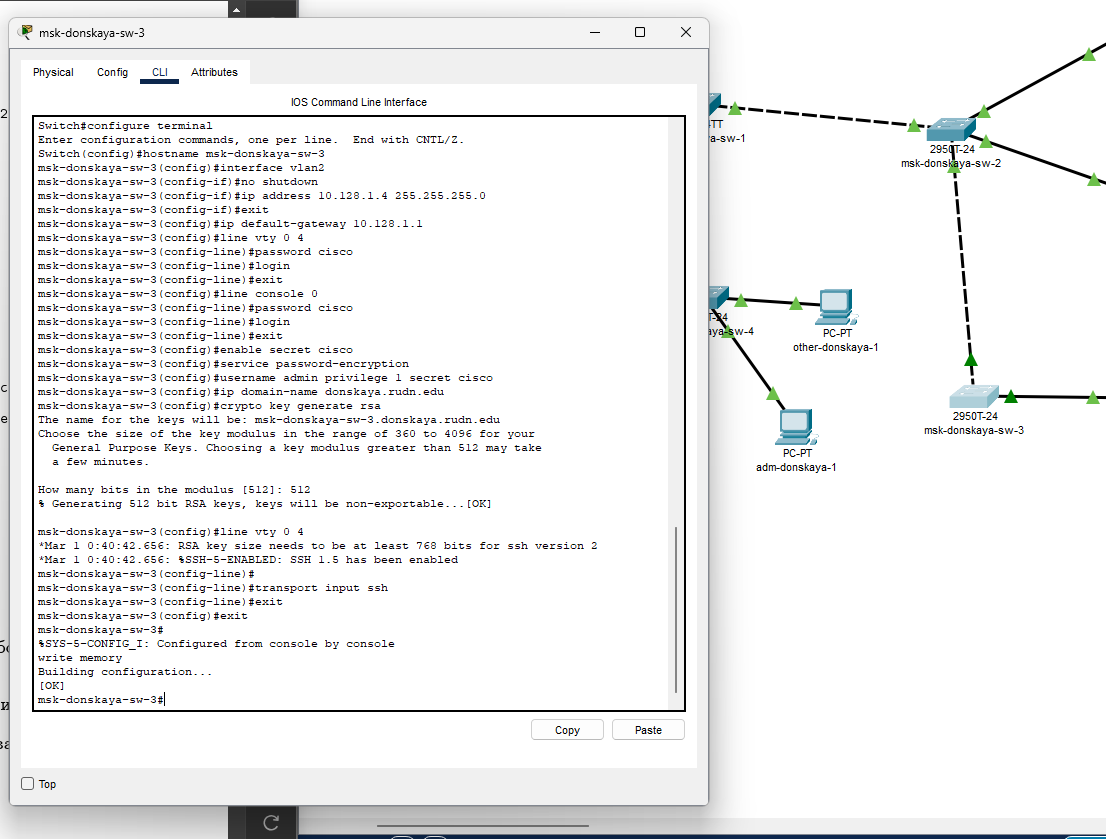 msk-donskaya-sw-3
Physical Config CLI Attributes
IOS Command Line Interface
Switch#configure terminal
Enter configuration commands, one per line.  End with CNTL/Z.
Switch(config)#hostname msk-donskaya-sw-3
msk-donskaya-sw-3(config)#interface vlan2
msk-donskaya-sw-3(config-if)#no shutdown
msk-donskaya-sw-3(config-if)#ip address 10.128.1.4 255.255.255.0
msk-donskaya-sw-3(config-if)#exit
msk-donskaya-sw-3(config)#ip default-gateway 10.128.1.1
msk-donskaya-sw-3(config)#line vty 0 4
msk-donskaya-sw-3(config-line)#password cisco
msk-donskaya-sw-3(config-line)#login
msk-donskaya-sw-3(config-line)#exit
msk-donskaya-sw-3(config)#line console 0
msk-donskaya-sw-3(config-line)#password cisco
msk-donskaya-sw-3(config-line)#login
msk-donskaya-sw-3(config-line)#exit
msk-donskaya-sw-3(config)#enable secret cisco
msk-donskaya-sw-3(config)#service password-encryption
msk-donskaya-sw-3(config)#username admin privilege 1 secret cisco
msk-donskaya-sw-3(config)#ip domain-name donskaya.rudn.edu
msk-donskaya-sw-3(config)#crypto key generate rsa
The name for the keys will be: msk-donskaya-sw-3.donskaya.rudn.edu
Choose the size of the key modulus in the range of 360 to 4096 for your
  General Purpose Keys. Choosing a key modulus greater than 512 may take
  a few minutes.
How many bits in the modulus [512]: 512
% Generating 512 bit RSA keys, keys will be non-exportable...[OK]
msk-donskaya-sw-3(config)#line vty 0 4
*Mar 1 0:40:42.656: RSA key size needs to be at least 768 bits for ssh version 2
*Mar 1 0:40:42.656: %SSH-5-ENABLED: SSH 1.5 has been enabled
msk-donskaya-sw-3(config-line)#
msk-donskaya-sw-3(config-line)#transport input ssh
msk-donskaya-sw-3(config-line)#exit
msk-donskaya-sw-3(config)#exit
msk-donskaya-sw-3#
%SYS-5-CONFIG_I: Configured from console by console
write memory
Building configuration...
[OK]
msk-donskaya-sw-3#
Copy Paste
Top
-TT
ya-sw-1
2950T-24
msk-donskaya-sw-2
T-24
aya-sw-4
PC-PT
other-donskaya-1
PC-PT
adm-donskaya-1
2950T-24
msk-donskaya-sw-3